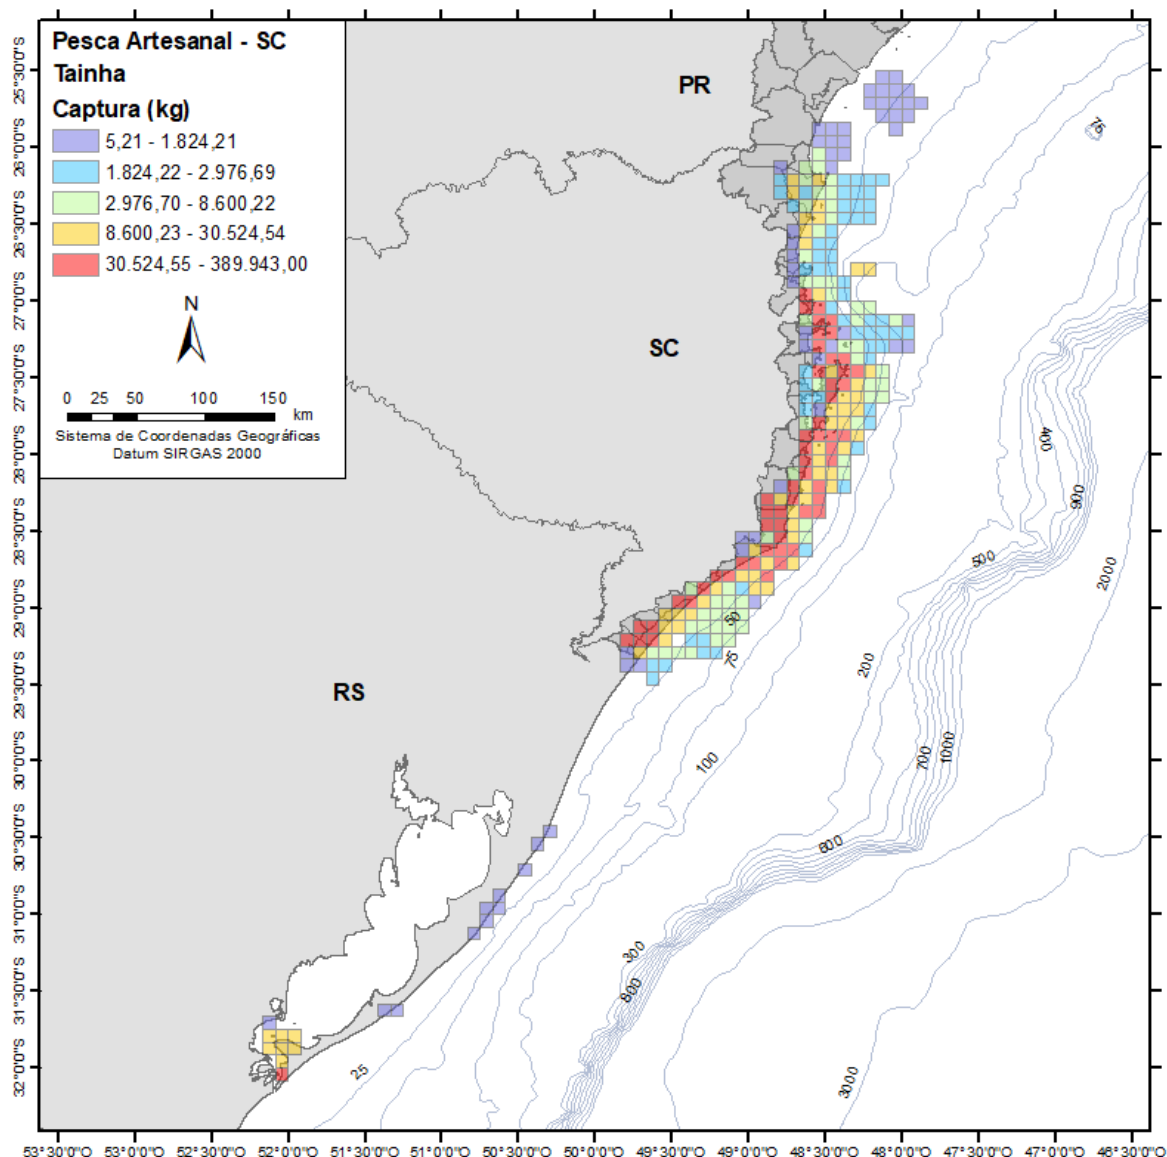 Pesca Artesanal - SC
Tainha
Captura (kg)
5,21 - 1.824,21
1.824,22 - 2.976,69
2.976,70 - 8.600,22
8.600,23 - 30.524,54
30.524,55 - 389.943,00
N
0 25 50 100 150
km
Sistema de Coordenadas Geográficas
Datum SIRGAS 2000
PR
SC
RS
75
400
900
500
2000
50
75
200
100
700
1000
600
300
800
25
3000
25°30'0"S
26°0'0"S
26°30'0"S
27°0'0"S
27°30'0"S
28°0'0"S
28°30'0"S
29°0'0"S
29°30'0"S
30°0'0"S
30°30'0"S
31°0'0"S
31°30'0"S
32°0'0"S
53°30'0"O 53°0'0"O 52°30'0"O 52°0'0"O 51°30'0"O 51°0'0"O 50°30'0"O 50°0'0"O 49°30'0"O 49°0'0"O 48°30'0"O 48°0'0"O 47°30'0"O 47°0'0"O 46°30'0"O